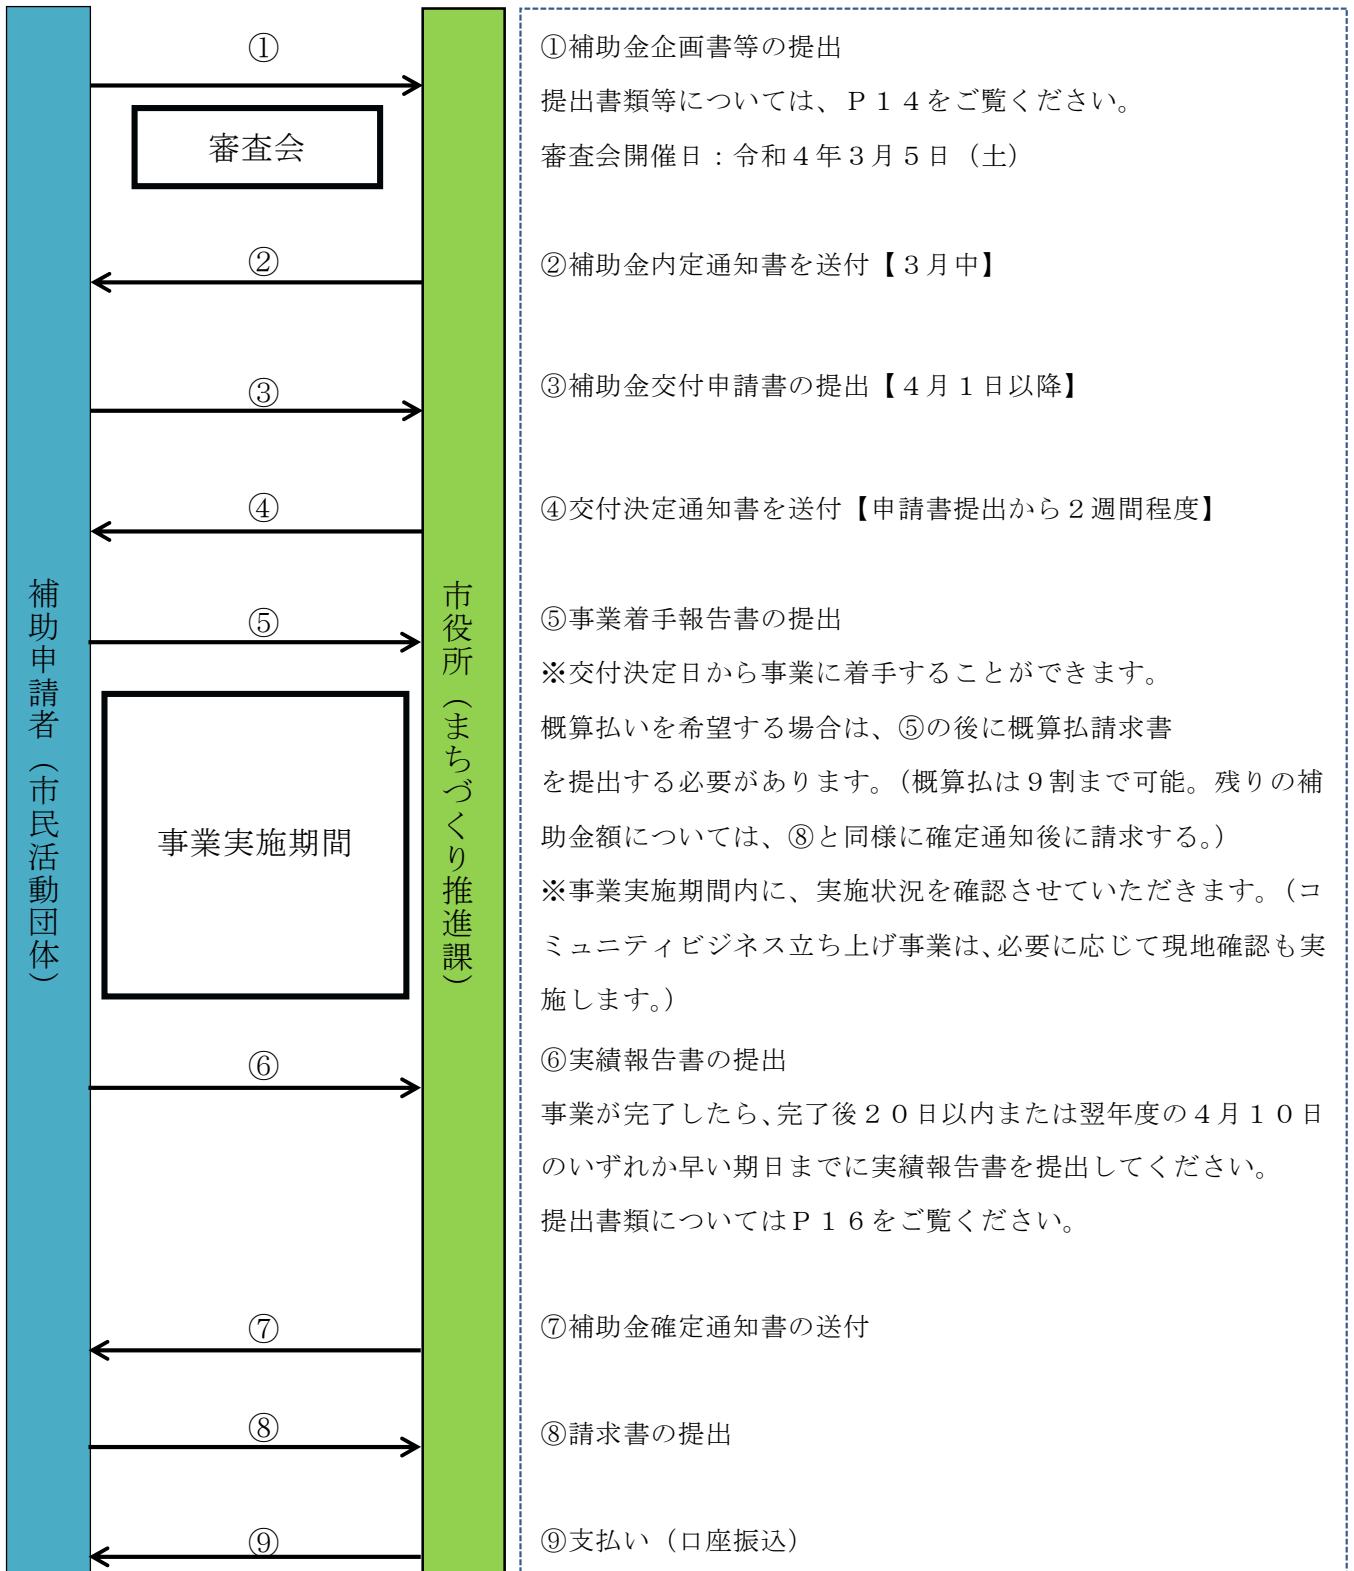 補助申請者（市民活動団体）
市役所（まちづくり推進課）
①
審査会
②
③
④
⑤
事業実施期間
⑥
⑦
⑧
⑨
①補助金企画書等の提出
提出書類等については、Ｐ１４をご覧ください。
審査会開催日：令和４年３月５日（土）
②補助金内定通知書を送付【３月中】
③補助金交付申請書の提出【４月１日以降】
④交付決定通知書を送付【申請書提出から２週間程度】
⑤事業着手報告書の提出
※交付決定日から事業に着手することができます。
概算払いを希望する場合は、⑤の後に概算払請求書
を提出する必要があります。（概算払は９割まで可能。残りの補
助金額については、⑧と同様に確定通知後に請求する。）
※事業実施期間内に、実施状況を確認させていただきます。（コ
ミュニティビジネス立ち上げ事業は、必要に応じて現地確認も実
施します。）
⑥実績報告書の提出
事業が完了したら、完了後２０日以内または翌年度の４月１０日
のいずれか早い期日までに実績報告書を提出してください。
提出書類についてはＰ１６をご覧ください。
⑦補助金確定通知書の送付
⑧請求書の提出
⑨支払い（口座振込）